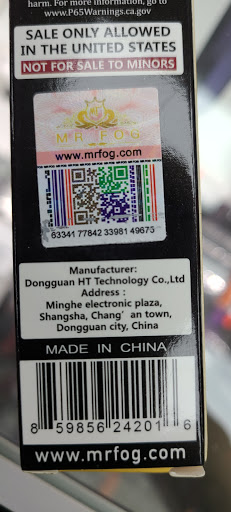 harm. For more information, go to
www.P65Warnings.ca.gov
SALE ONLY ALLOWED
IN THE UNITED STATES
NOT FOR SALE TO MINORS
MR FOG
www.mrfog.com
63341 77842 33981 49673
Manufacturer:
Dongguan HT Technology Co.,Ltd
Address :
Minghe electronic plaza,
Shangsha, Chang’an town,
Dongguan city, China
MADE IN CHINA
8 59856 24201 6
www.mrfog.com